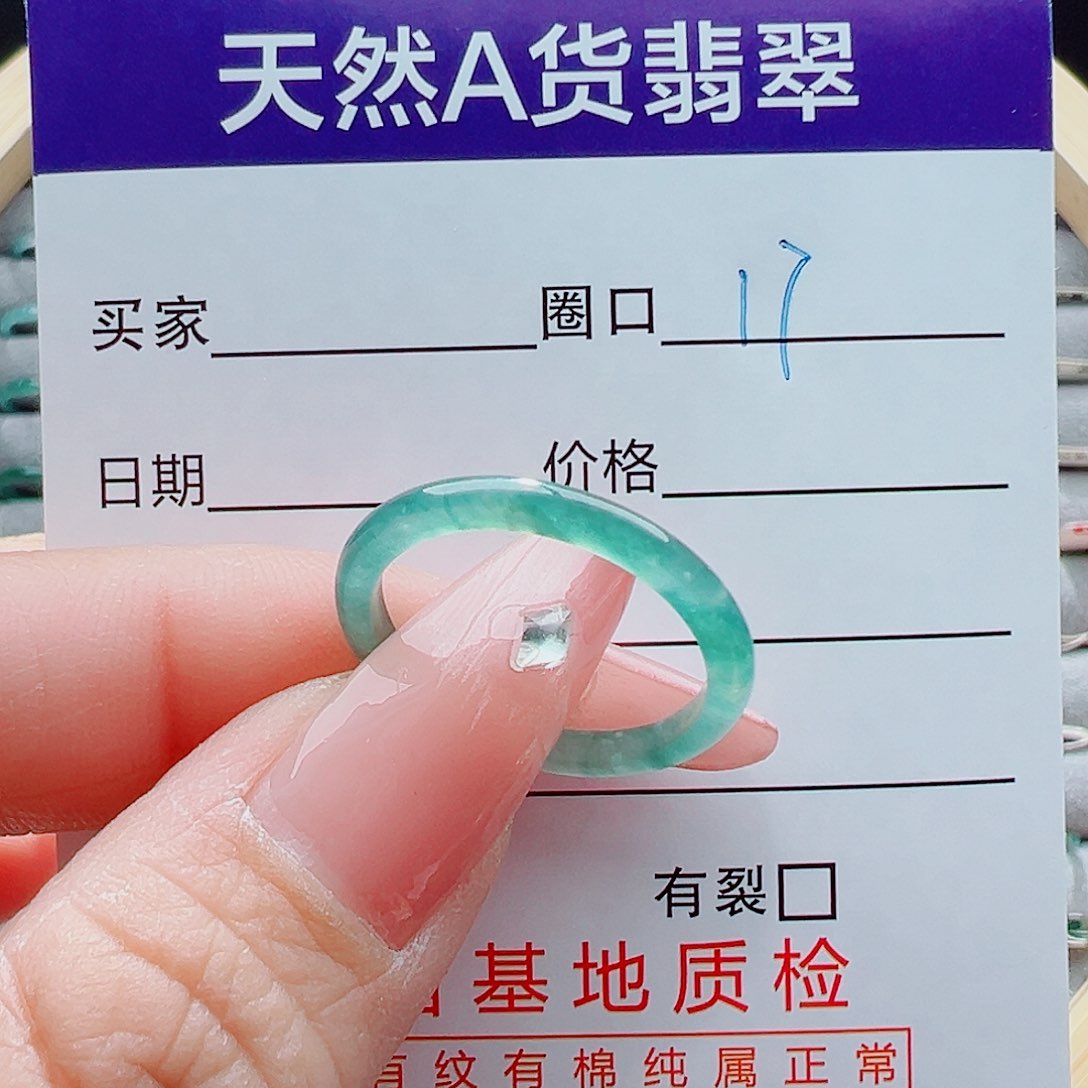 天然A货翡翠
买家 圈口 17
日期 价格
有裂
基地质检
纹有棉纯属正常